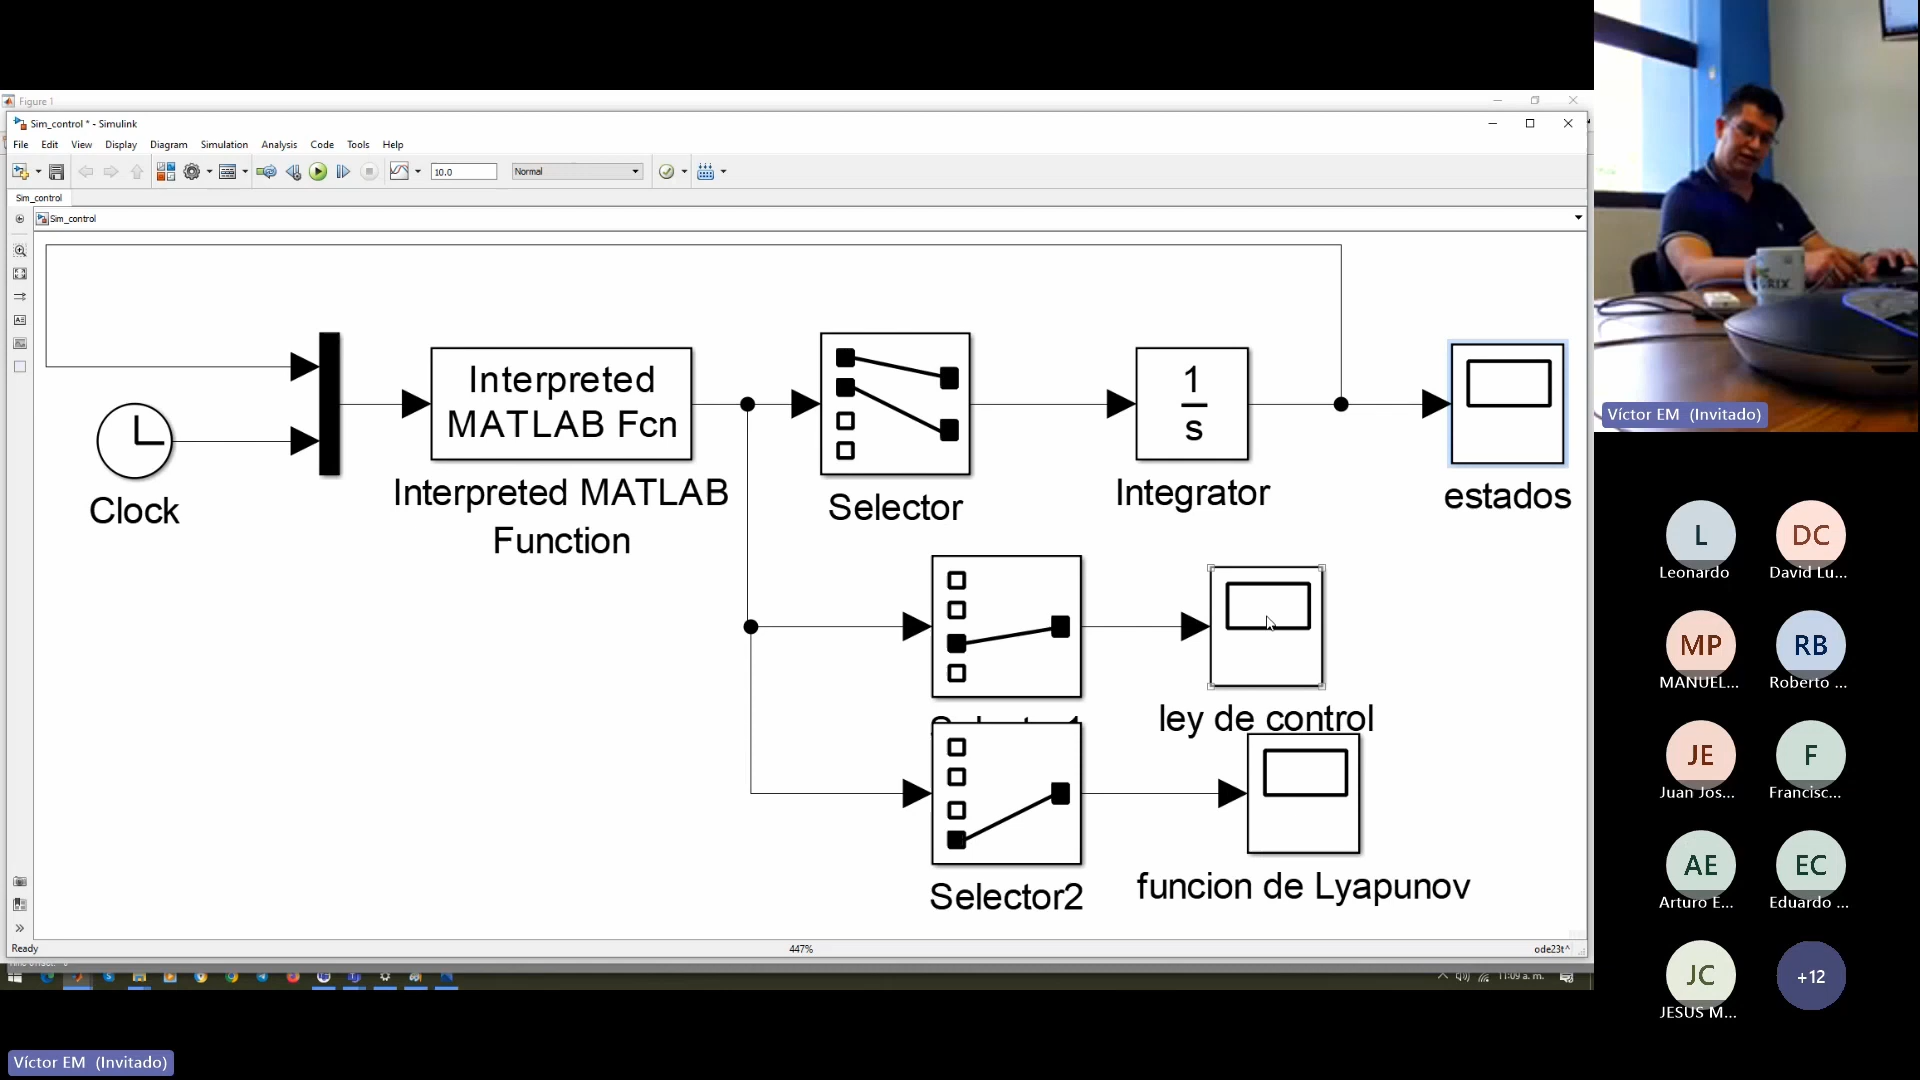 Figure 1
Sim_control * - Simulink
File Edit View Display Diagram Simulation Analysis Code Tools Help
10.0
Normal
Sim_control
Sim_control
Interpreted
MATLAB Fcn
1
s
Clock
Interpreted MATLAB
Function
Selector
Integrator
estados
ley de control
Selector2
funcion de Lyapunov
Ready
447%
ode23t^
11:09 a. m.
Víctor EM (Invitado)
Víctor EM (Invitado)
L
Leonardo
DC
David Lu...
MP
MANUEL...
RB
Roberto ...
JE
Juan Jos...
F
Francisc...
AE
Arturo E...
EC
Eduardo ...
JC
JESUS M...
+12